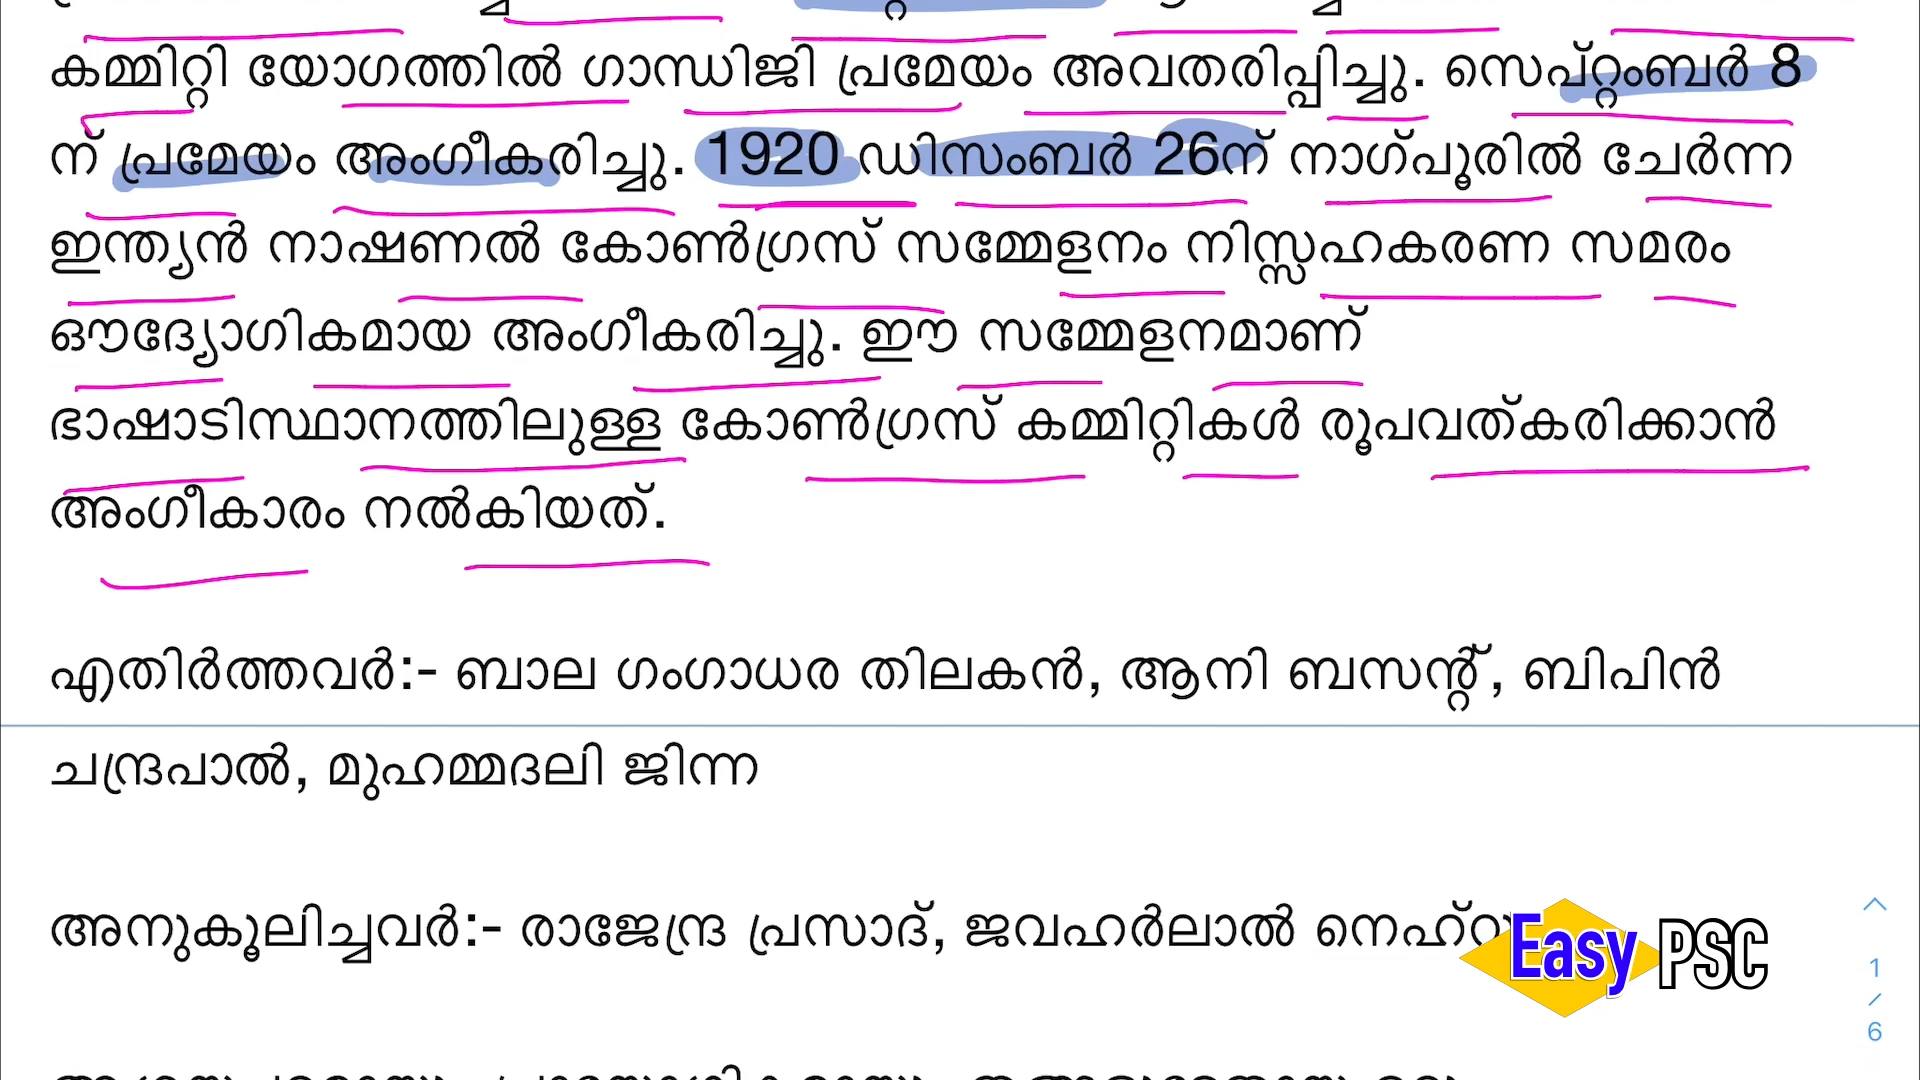 കമ്മിറ്റി യോഗത്തിൽ ഗാന്ധിജി പ്രമേയം അവതരിപ്പിച്ചു. സെപ്റ്റംബർ 8
ന് പ്രമേയം അംഗീകരിച്ചു. 1920 ഡിസംബർ 26ന് നാഗ്പൂരിൽ ചേർന്ന
ഇന്ത്യൻ നാഷണൽ കോൺഗ്രസ് സമ്മേളനം നിസ്സഹകരണ സമരം
ഔദ്യോഗികമായ അംഗീകരിച്ചു. ഈ സമ്മേളനമാണ്
ഭാഷാടിസ്ഥാനത്തിലുള്ള കോൺഗ്രസ് കമ്മിറ്റികൾ രൂപവത്കരിക്കാൻ
അംഗീകാരം നൽകിയത്.
എതിർത്തവർ:- ബാല ഗംഗാധര തിലകൻ, ആനി ബസന്റ്, ബിപിൻ
ചന്ദ്രപാൽ, മുഹമ്മദലി ജിന്ന
അനുകൂലിച്ചവർ:- രാജേന്ദ്ര പ്രസാദ്, ജവഹർലാൽ
Easy PSC
1
/
6